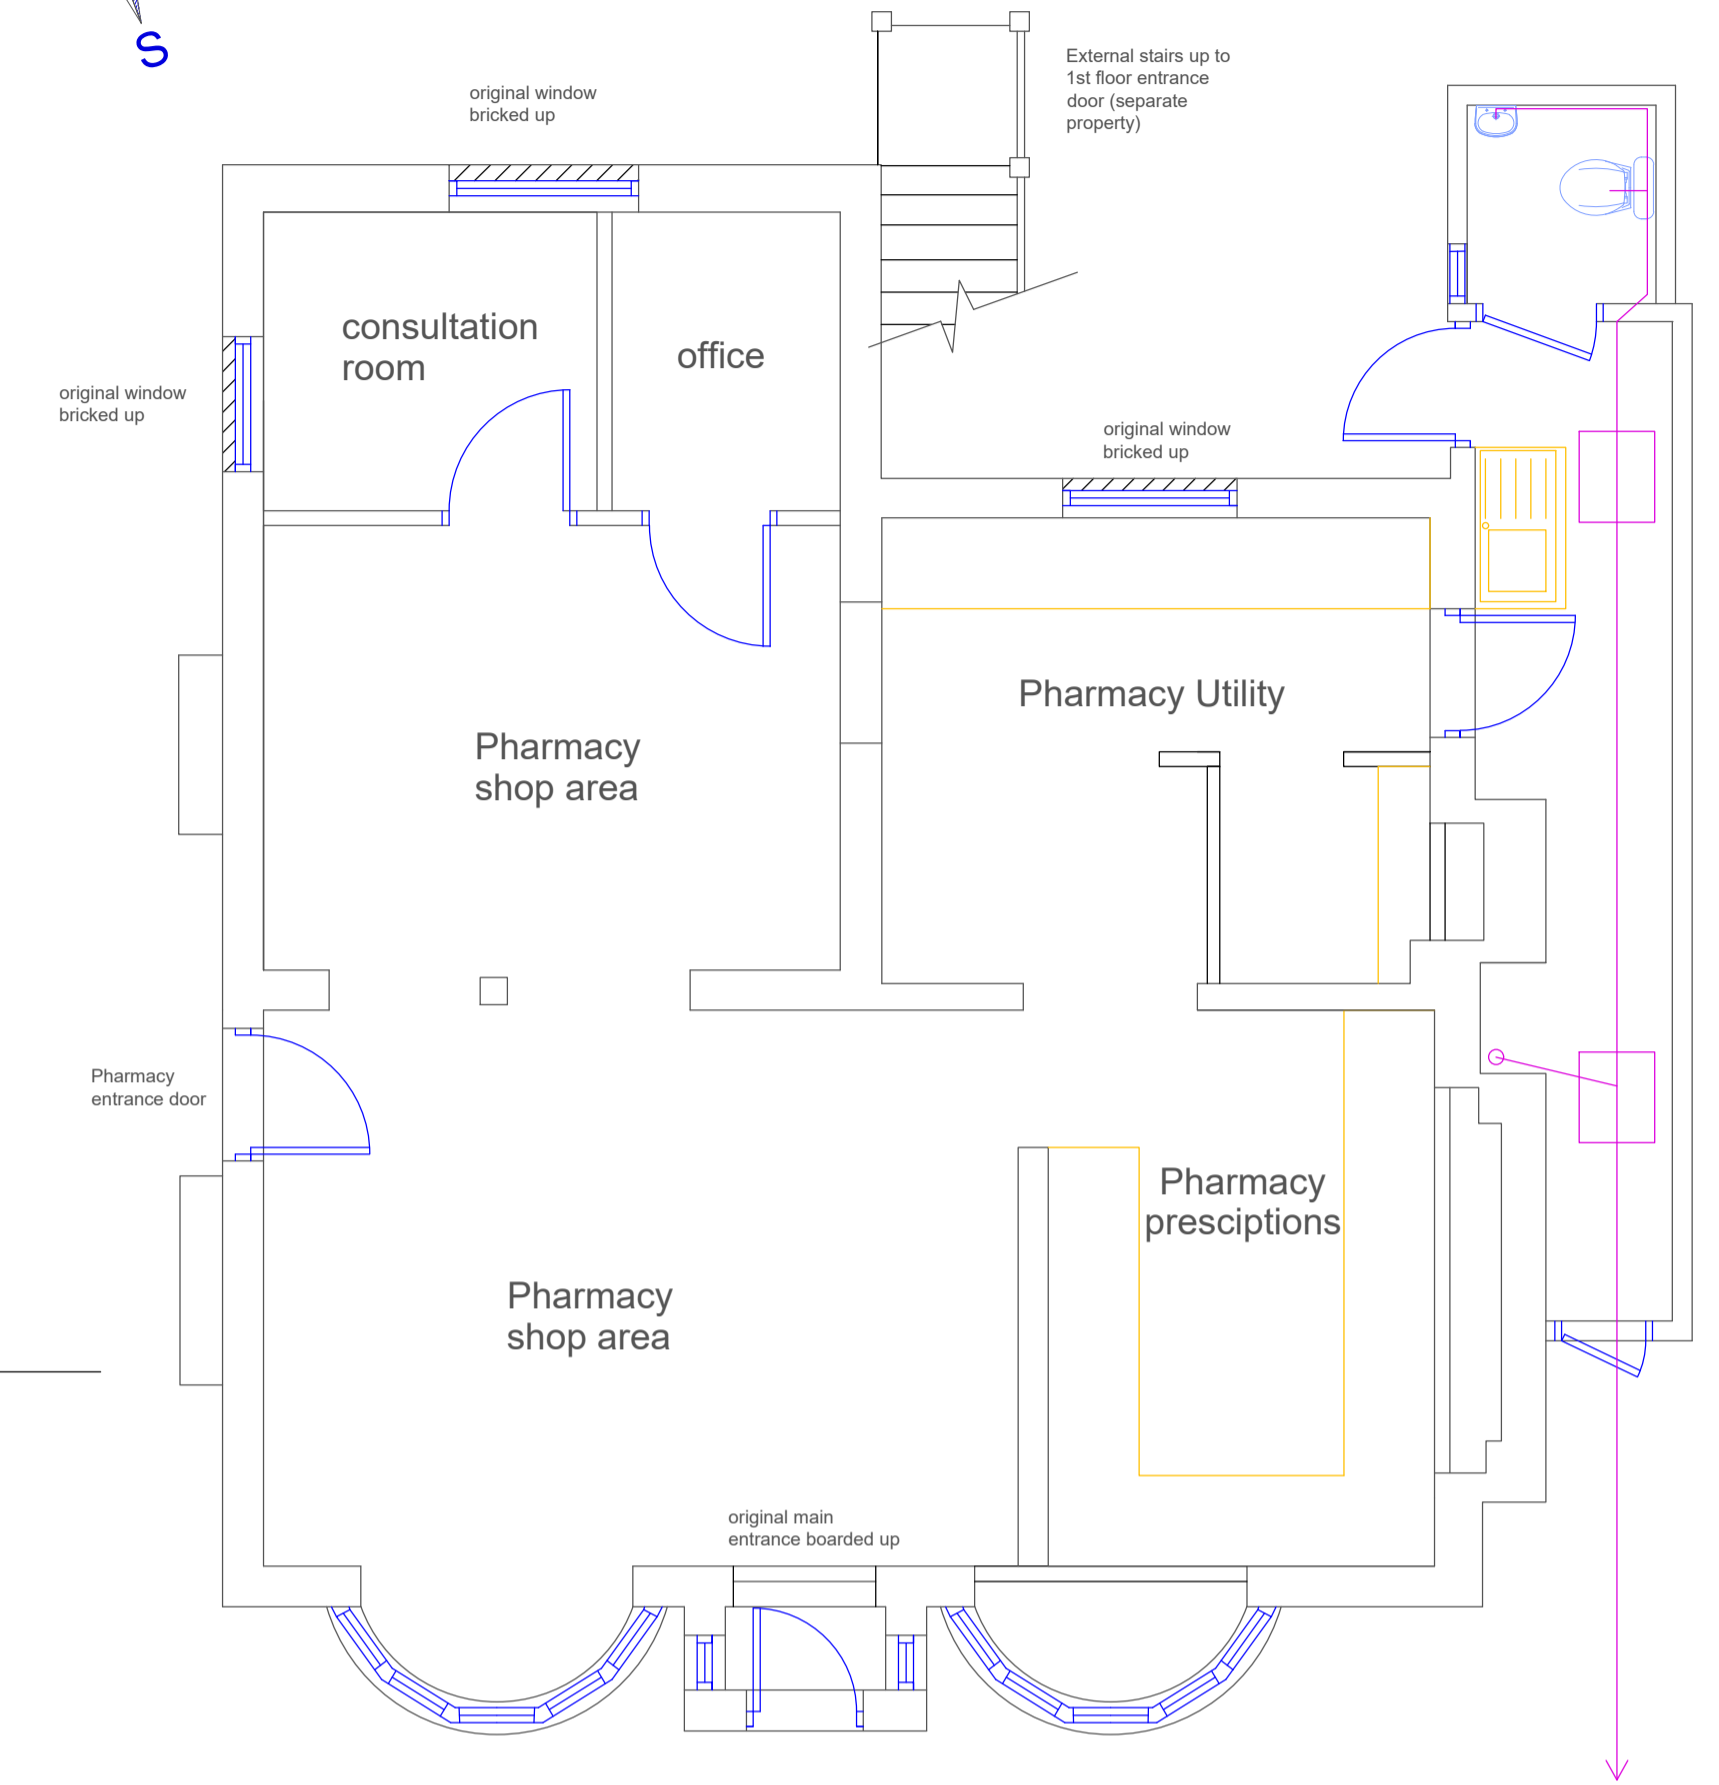 S
original window
bricked up
External stairs up to
1st floor entrance
door (separate
property)
consultation
room
office
original window
bricked up
original window
bricked up
Pharmacy Utility
Pharmacy
shop area
Pharmacy
entrance door
Pharmacy
presciptions
Pharmacy
shop area
original main
entrance boarded up